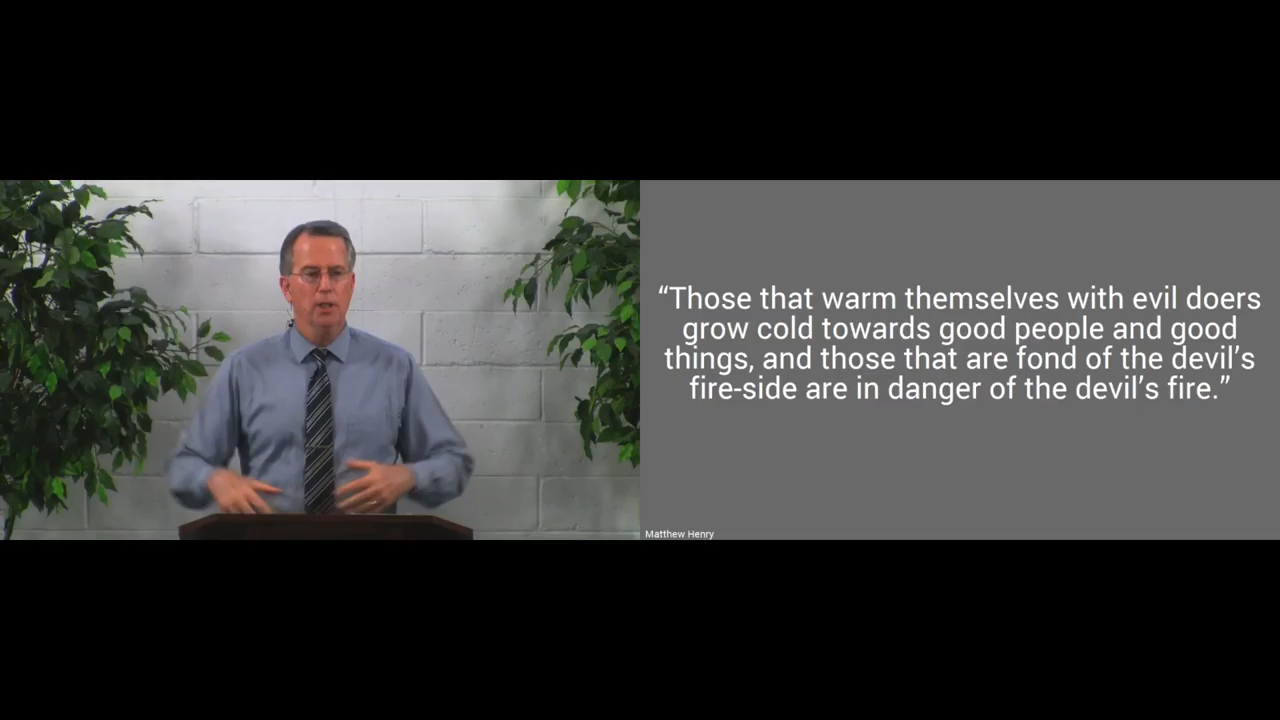 “Those that warm themselves with evil doers
grow cold towards good people and good
things, and those that are fond of the devil’s
fire-side are in danger of the devil’s fire.”
Matthew Henry